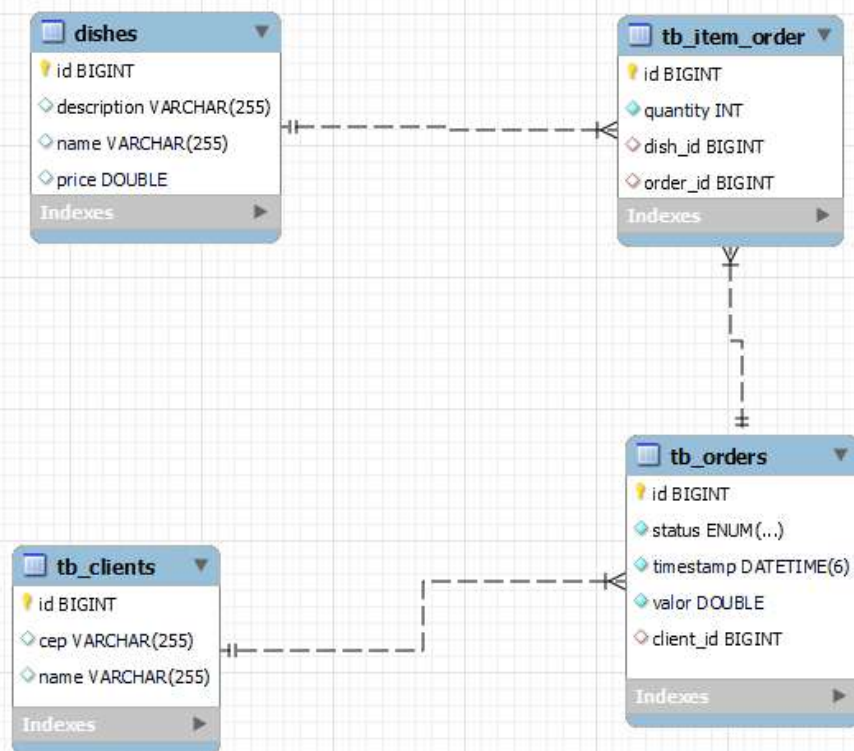 dishes
id BIGINT
description VARCHAR(255)
name VARCHAR(255)
price DOUBLE
Indexes
tb_item_order
id BIGINT
quantity INT
dish_id BIGINT
order_id BIGINT
Indexes
tb_orders
id BIGINT
status ENUM(...)
timestamp DATETIME(6)
valor DOUBLE
client_id BIGINT
Indexes
tb_clients
id BIGINT
cep VARCHAR(255)
name VARCHAR(255)
Indexes